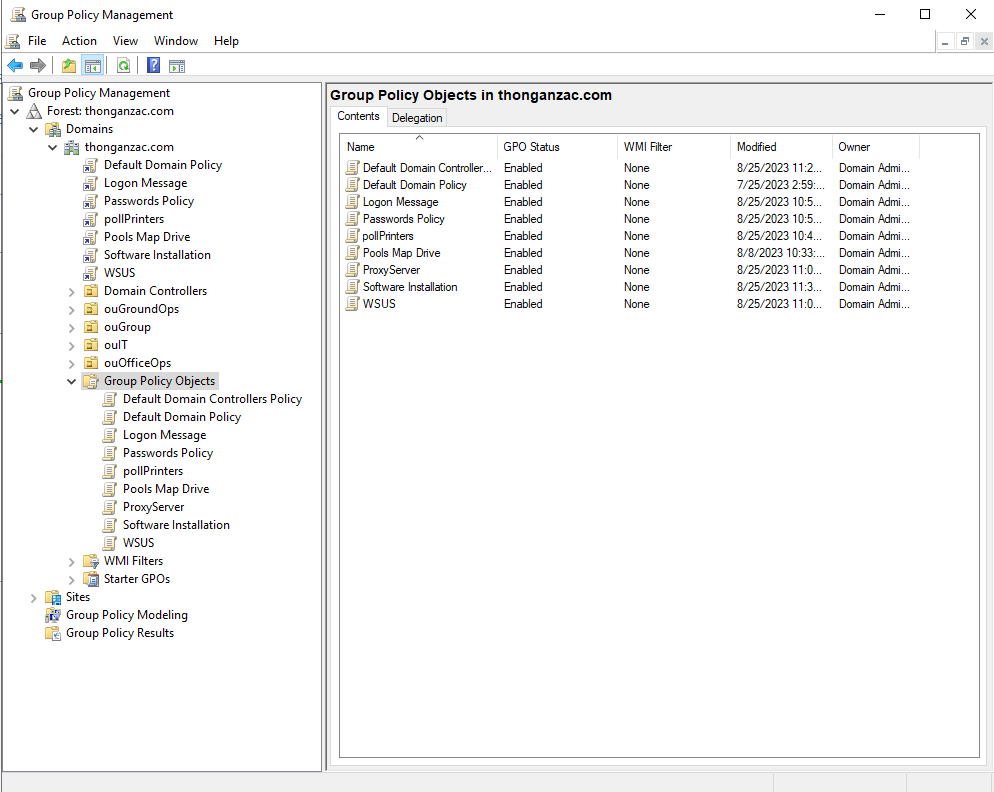 Group Policy Management
File Action View Window Help
Group Policy Management
Forest: thonganzac.com
Domains
thonganzac.com
Default Domain Policy
Logon Message
Passwords Policy
pollPrinters
Pools Map Drive
Software Installation
WSUS
Domain Controllers
ouGroundOps
ouGroup
ouIT
ouOfficeOps
Group Policy Objects
Default Domain Controllers Policy
Default Domain Policy
Logon Message
Passwords Policy
pollPrinters
Pools Map Drive
ProxyServer
Software Installation
WSUS
WMI Filters
Starter GPOs
Sites
Group Policy Modeling
Group Policy Results
Group Policy Objects in thonganzac.com
Contents Delegation
Name GPO Status WMI Filter Modified Owner
Default Domain Controller... Enabled None 8/25/2023 11:2... Domain Admi...
Default Domain Policy Enabled None 7/25/2023 2:59:... Domain Admi...
Logon Message Enabled None 8/25/2023 10:5... Domain Admi...
Passwords Policy Enabled None 8/25/2023 10:5... Domain Admi...
pollPrinters Enabled None 8/25/2023 10:4... Domain Admi...
Pools Map Drive Enabled None 8/8/2023 10:33:... Domain Admi...
ProxyServer Enabled None 8/25/2023 11:0... Domain Admi...
Software Installation Enabled None 8/25/2023 11:3... Domain Admi...
WSUS Enabled None 8/25/2023 11:0... Domain Admi...